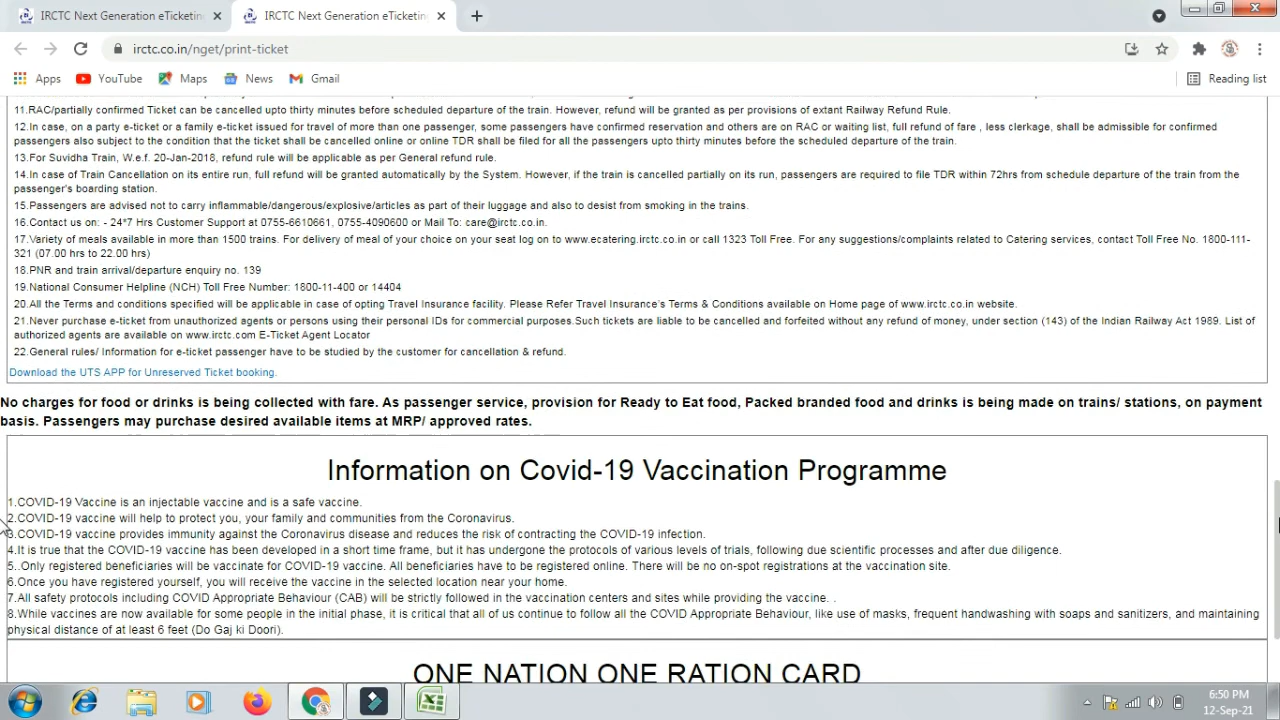 IRCTC Next Generation eTicketin
IRCTC Next Generation eTicketin
irctc.co.in/nget/print-ticket
Apps YouTube Maps News Gmail Reading list
11.RAC/partially confirmed Ticket can be cancelled upto thirty minutes before scheduled departure of the train. However, refund will be granted as per provisions of extant Railway Refund Rule.
12.In case, on a party e-ticket or a family e-ticket issued for travel of more than one passenger, some passengers have confirmed reservation and others are on RAC or waiting list, full refund of fare , less clerkage, shall be admissible for confirmed
passengers also subject to the condition that the ticket shall be cancelled online or online TDR shall be filed for all the passengers upto thirty minutes before the scheduled departure of the train.
13.For Suvidha Train, W.e.f. 20-Jan-2018, refund rule will be applicable as per General refund rule.
14.In case of Train Cancellation on its entire run, full refund will be granted automatically by the System. However, if the train is cancelled partially on its run, passengers are required to file TDR within 72hrs from schedule departure of the train from the
passenger's boarding station.
15.Passengers are advised not to carry inflammable/dangerous/explosive/articles as part of their luggage and also to desist from smoking in the trains.
16.Contact us on: - 24*7 Hrs Customer Support at 0755-6610661, 0755-4090600 or Mail To: care@irctc.co.in.
17.Variety of meals available in more than 1500 trains. For delivery of meal of your choice on your seat log on to www.ecatering.irctc.co.in or call 1323 Toll Free. For any suggestions/complaints related to Catering services, contact Toll Free No. 1800-111-
321 (07.00 hrs to 22.00 hrs)
18.PNR and train arrival/departure enquiry no. 139
19.National Consumer Helpline (NCH) Toll Free Number: 1800-11-400 or 14404
20.All the Terms and conditions specified will be applicable in case of opting Travel Insurance facility. Please Refer Travel Insurance's Terms & Conditions available on Home page of www.irctc.co.in website.
21.Never purchase e-ticket from unauthorized agents or persons using their personal IDs for commercial purposes.Such tickets are liable to be cancelled and forfeited without any refund of money, under section (143) of the Indian Railway Act 1989. List of
authorized agents are available on www.irctc.com E-Ticket Agent Locator
22.General rules/ Information for e-ticket passenger have to be studied by the customer for cancellation & refund.
Download the UTS APP for Unreserved Ticket booking.
No charges for food or drinks is being collected with fare. As passenger service, provision for Ready to Eat food, Packed branded food and drinks is being made on trains/ stations, on payment
basis. Passengers may purchase desired available items at MRP/ approved rates.
Information on Covid-19 Vaccination Programme
1.COVID-19 Vaccine is an injectable vaccine and is a safe vaccine.
2.COVID-19 vaccine will help to protect you, your family and communities from the Coronavirus.
3.COVID-19 vaccine provides immunity against the Coronavirus disease and reduces the risk of contracting the COVID-19 infection.
4.It is true that the COVID-19 vaccine has been developed in a short time frame, but it has undergone the protocols of various levels of trials, following due scientific processes and after due diligence.
5..Only registered beneficiaries will be vaccinate for COVID-19 vaccine. All beneficiaries have to be registered online. There will be no on-spot registrations at the vaccination site.
6.Once you have registered yourself, you will receive the vaccine in the selected location near your home.
7.All safety protocols including COVID Appropriate Behaviour (CAB) will be strictly followed in the vaccination centers and sites while providing the vaccine. .
8.While vaccines are now available for some people in the initial phase, it is critical that all of us continue to follow all the COVID Appropriate Behaviour, like use of masks, frequent handwashing with soaps and sanitizers, and maintaining
physical distance of at least 6 feet (Do Gaj ki Doori).
ONE NATION ONE RATION CARD
6:50 PM
12-Sep-21